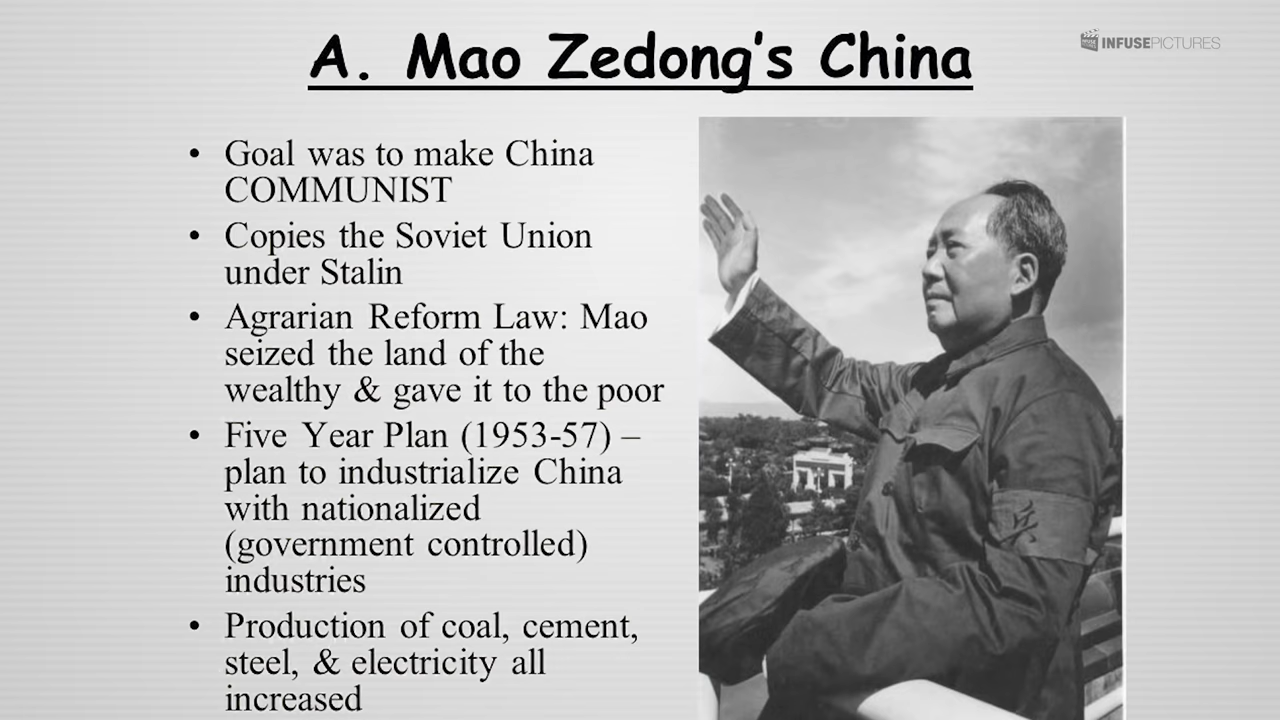 A. Mao Zedong's China
INFUSEPICTURES
• Goal was to make China
COMMUNIST
• Copies the Soviet Union
under Stalin
• Agrarian Reform Law: Mao
seized the land of the
wealthy & gave it to the poor
• Five Year Plan (1953-57) –
plan to industrialize China
with nationalized
(government controlled)
industries
• Production of coal, cement,
steel, & electricity all
increased
兵